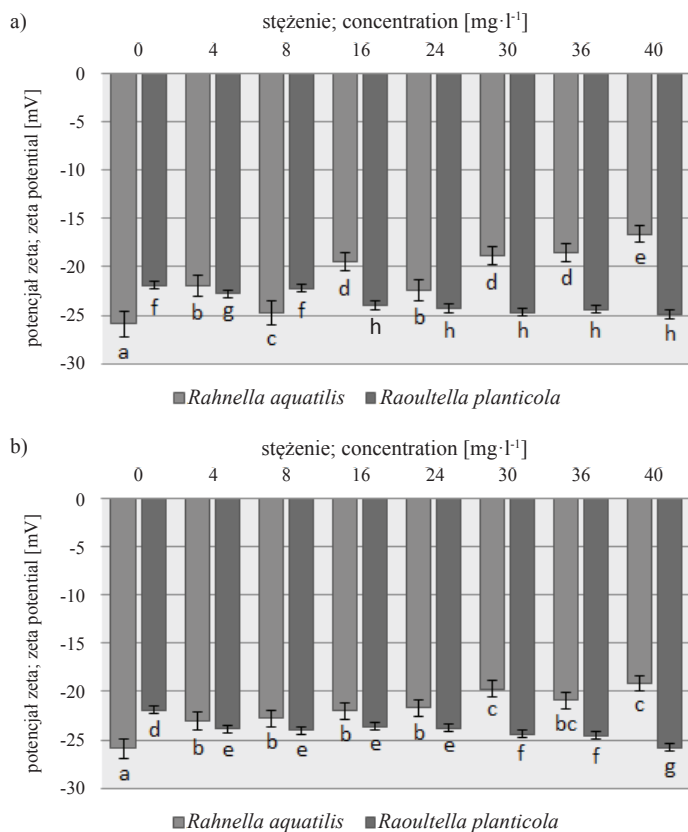 a)
stężenie; concentration [mg·l⁻¹]
0 4 8 16 24 30 36 40
potencjał zeta; zeta potential [mV]
0
-5
-10
-15
-20
-25
-30
a f b g c f d h b h d h d h e h
Rahnella aquatilis Raoultella planticola
b)
stężenie; concentration [mg·l⁻¹]
0 4 8 16 24 30 36 40
potencjał zeta; zeta potential [mV]
0
-5
-10
-15
-20
-25
-30
a d b e b e b e b e c f bc f c g
Rahnella aquatilis Raoultella planticola